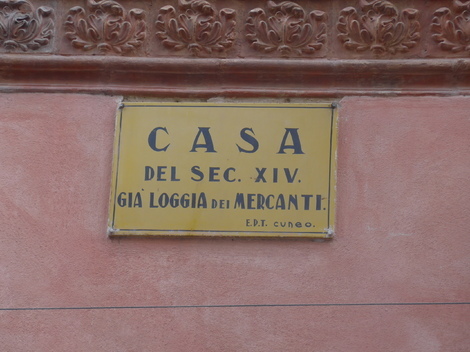 CASA
DEL SEC. XIV.
GIA' LOGGIA DEI MERCANTI.
E.P.T. cuneo.